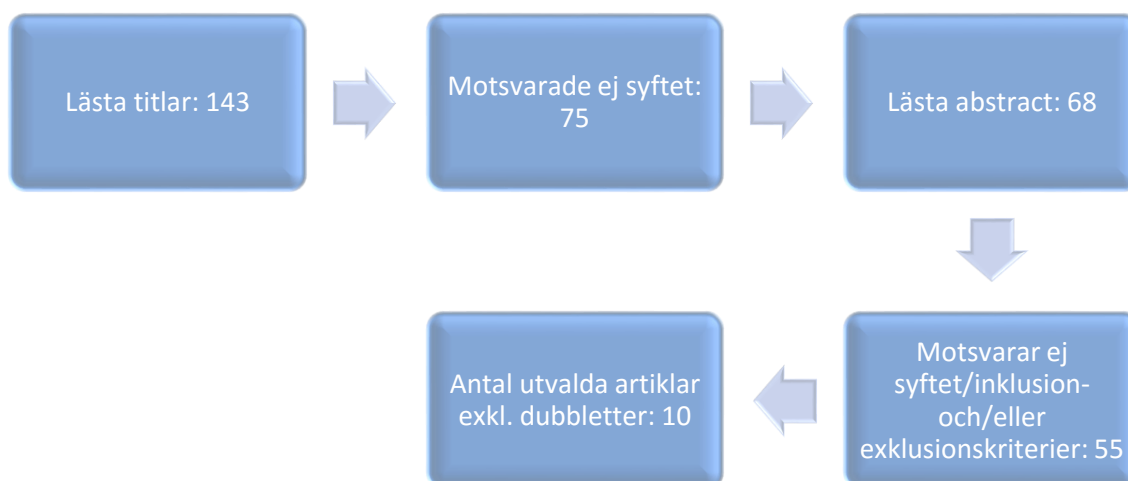 Lästa titlar: 143
Motsvarade ej syftet:
75
Lästa abstract: 68
Motsvarar ej
syftet/inklusion-
och/eller
exklusionskriterier: 55
Antal utvalda artiklar
exkl. dubbletter: 10